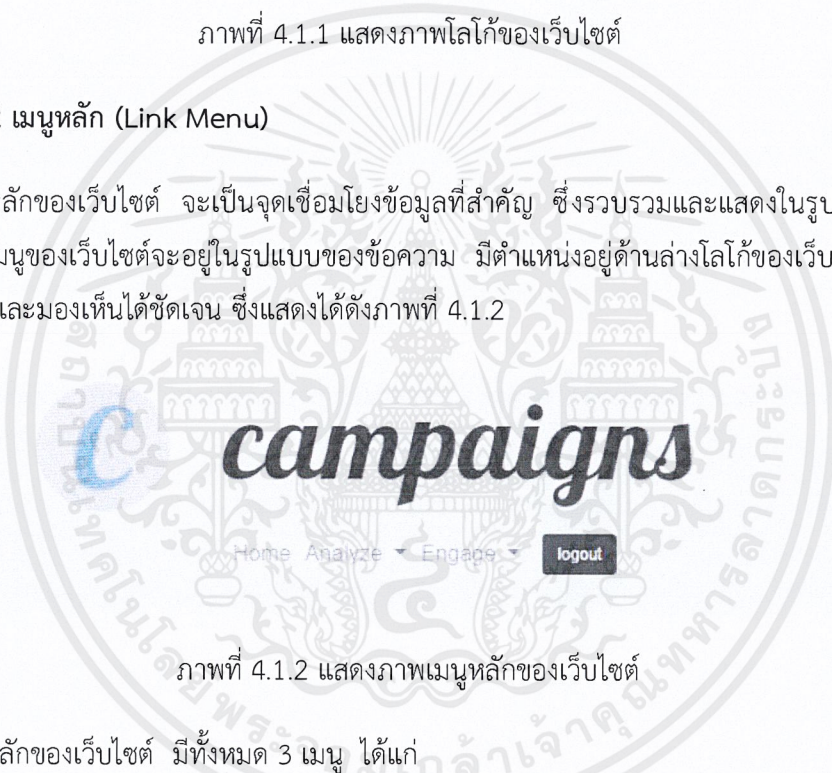 ภาพที่ 4.1.1 แสดงภาพโลโก้ของเว็บไซต์
เมนูหลัก (Link Menu)
ลักของเว็บไซต์ จะเป็นจุดเชื่อมโยงข้อมูลที่สำคัญ ซึ่งรวบรวมและแสดงในรูป
มนูของเว็บไซต์จะอยู่ในรูปแบบของข้อความ มีตำแหน่งอยู่ด้านล่างโลโก้ของเว็บ
และมองเห็นได้ชัดเจน ซึ่งแสดงได้ดังภาพที่ 4.1.2
C campaigns
Home Analyze Engage logout
ภาพที่ 4.1.2 แสดงภาพเมนูหลักของเว็บไซต์
ลักของเว็บไซต์ มีทั้งหมด 3 เมนู ได้แก่